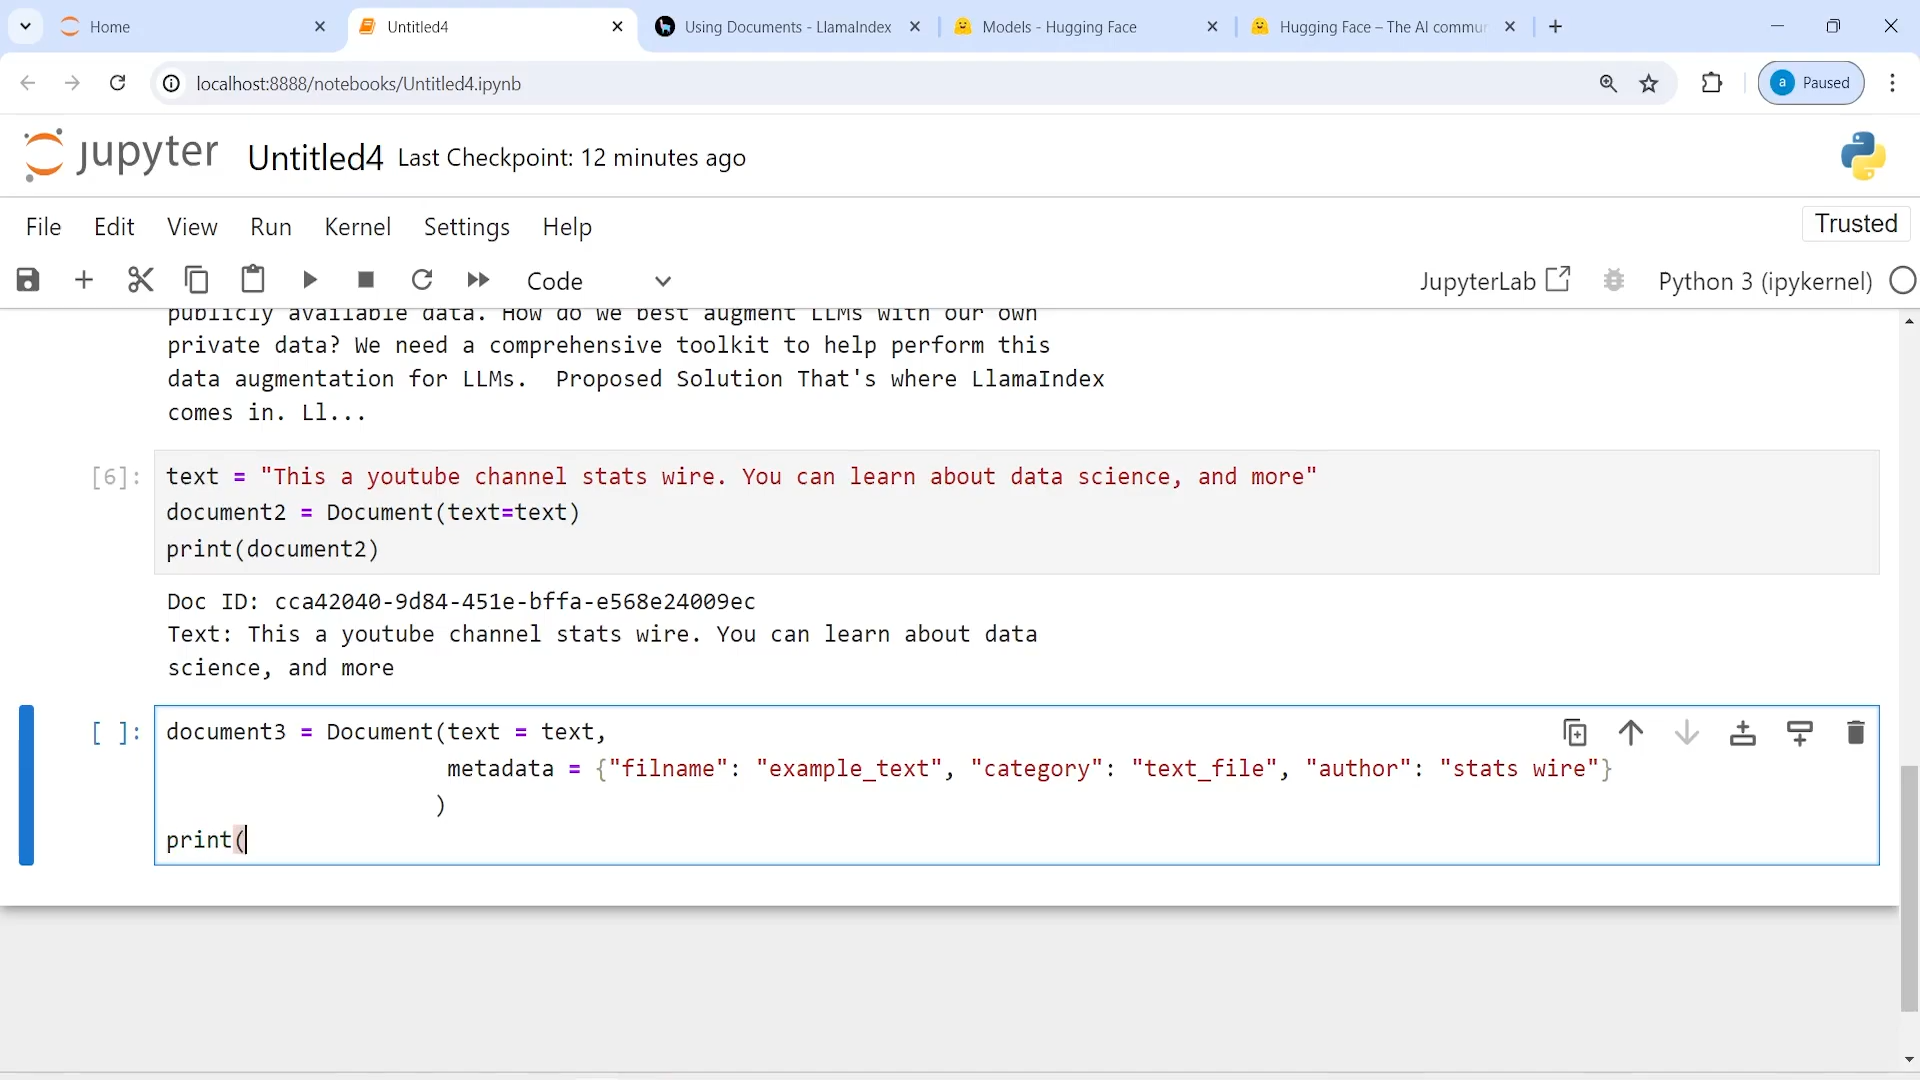 Home
Untitled4
Using Documents - LlamaIndex
Models - Hugging Face
Hugging Face – The AI commu
localhost:8888/notebooks/Untitled4.ipynb
a Paused
jupyter Untitled4 Last Checkpoint: 12 minutes ago
File Edit View Run Kernel Settings Help
Trusted
Code
JupyterLab
Python 3 (ipykernel)
publicly available data. How do we best augment LLMs with our own
private data? We need a comprehensive toolkit to help perform this
data augmentation for LLMs.  Proposed Solution That's where LlamaIndex
comes in. Ll...
[6]: text = "This a youtube channel stats wire. You can learn about data science, and more"
document2 = Document(text=text)
print(document2)
Doc ID: cca42040-9d84-451e-bffa-e568e24009ec
Text: This a youtube channel stats wire. You can learn about data
science, and more
[ ]: document3 = Document(text = text,
metadata = {"filname": "example_text", "category": "text_file", "author": "stats wire"}
)
print(